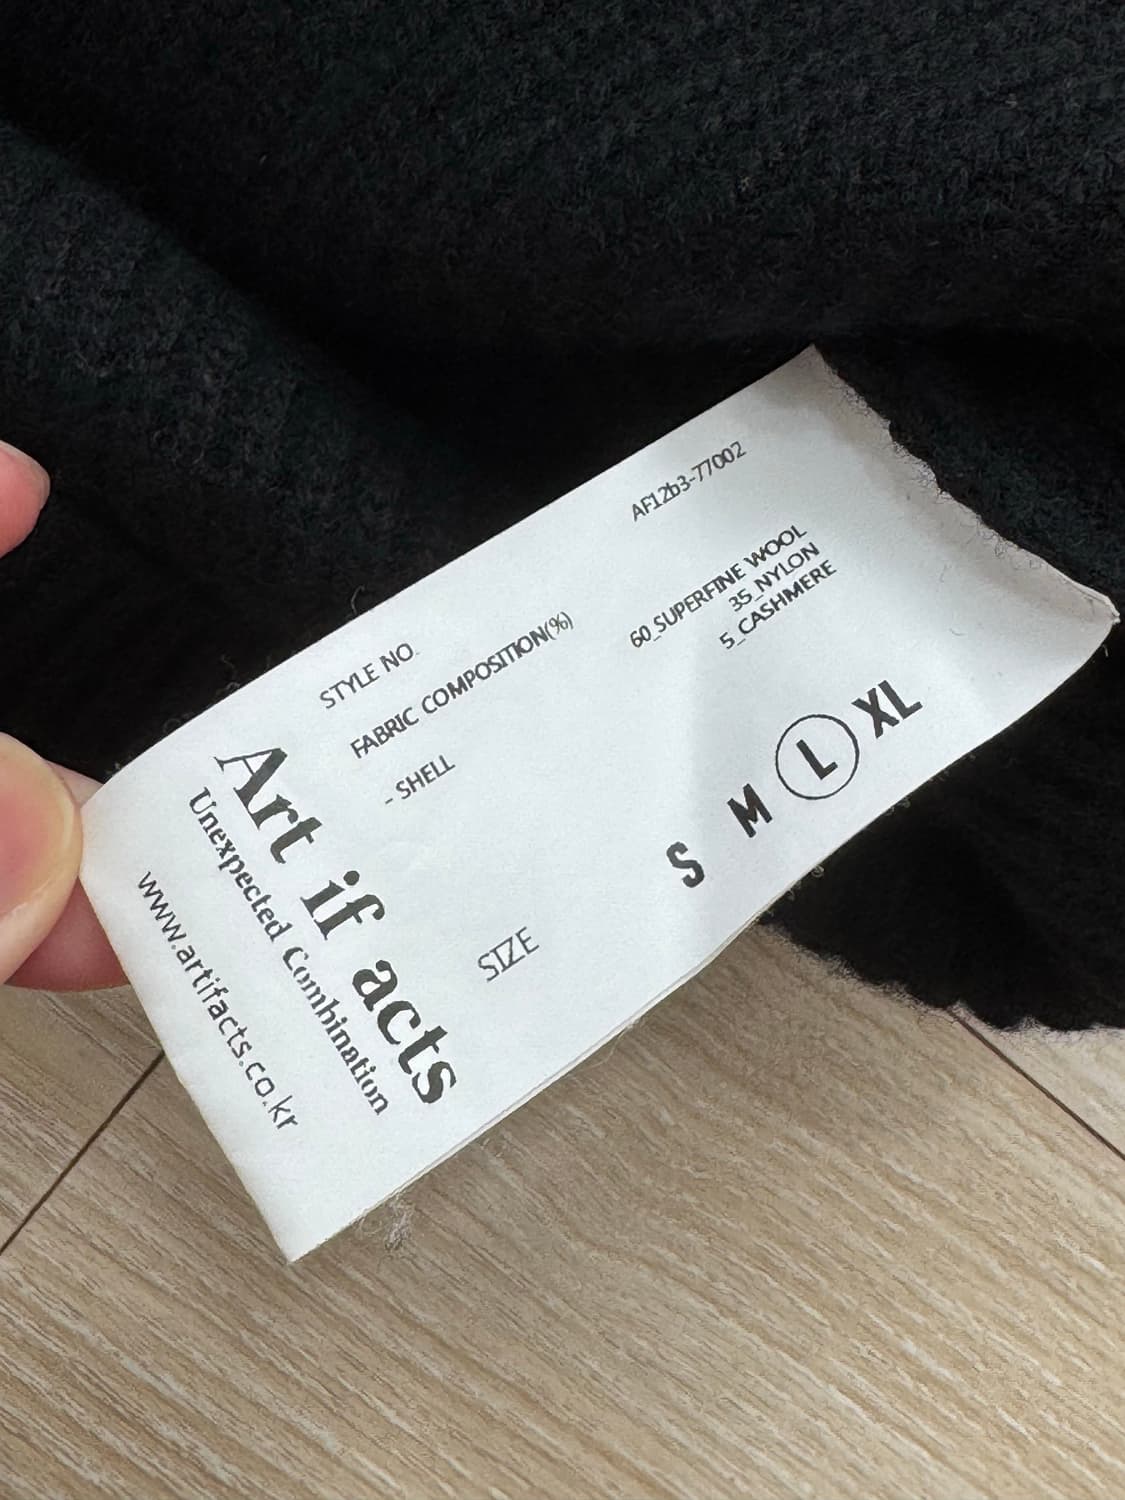 STYLE NO.
AF12b3-77002
FABRIC COMPOSITION(%)
- SHELL
60_SUPERFINE WOOL
35_NYLON
5_CASHMERE
SIZE
S M L XL
Art if acts
Unexpected Combination
www.artifacts.co.kr